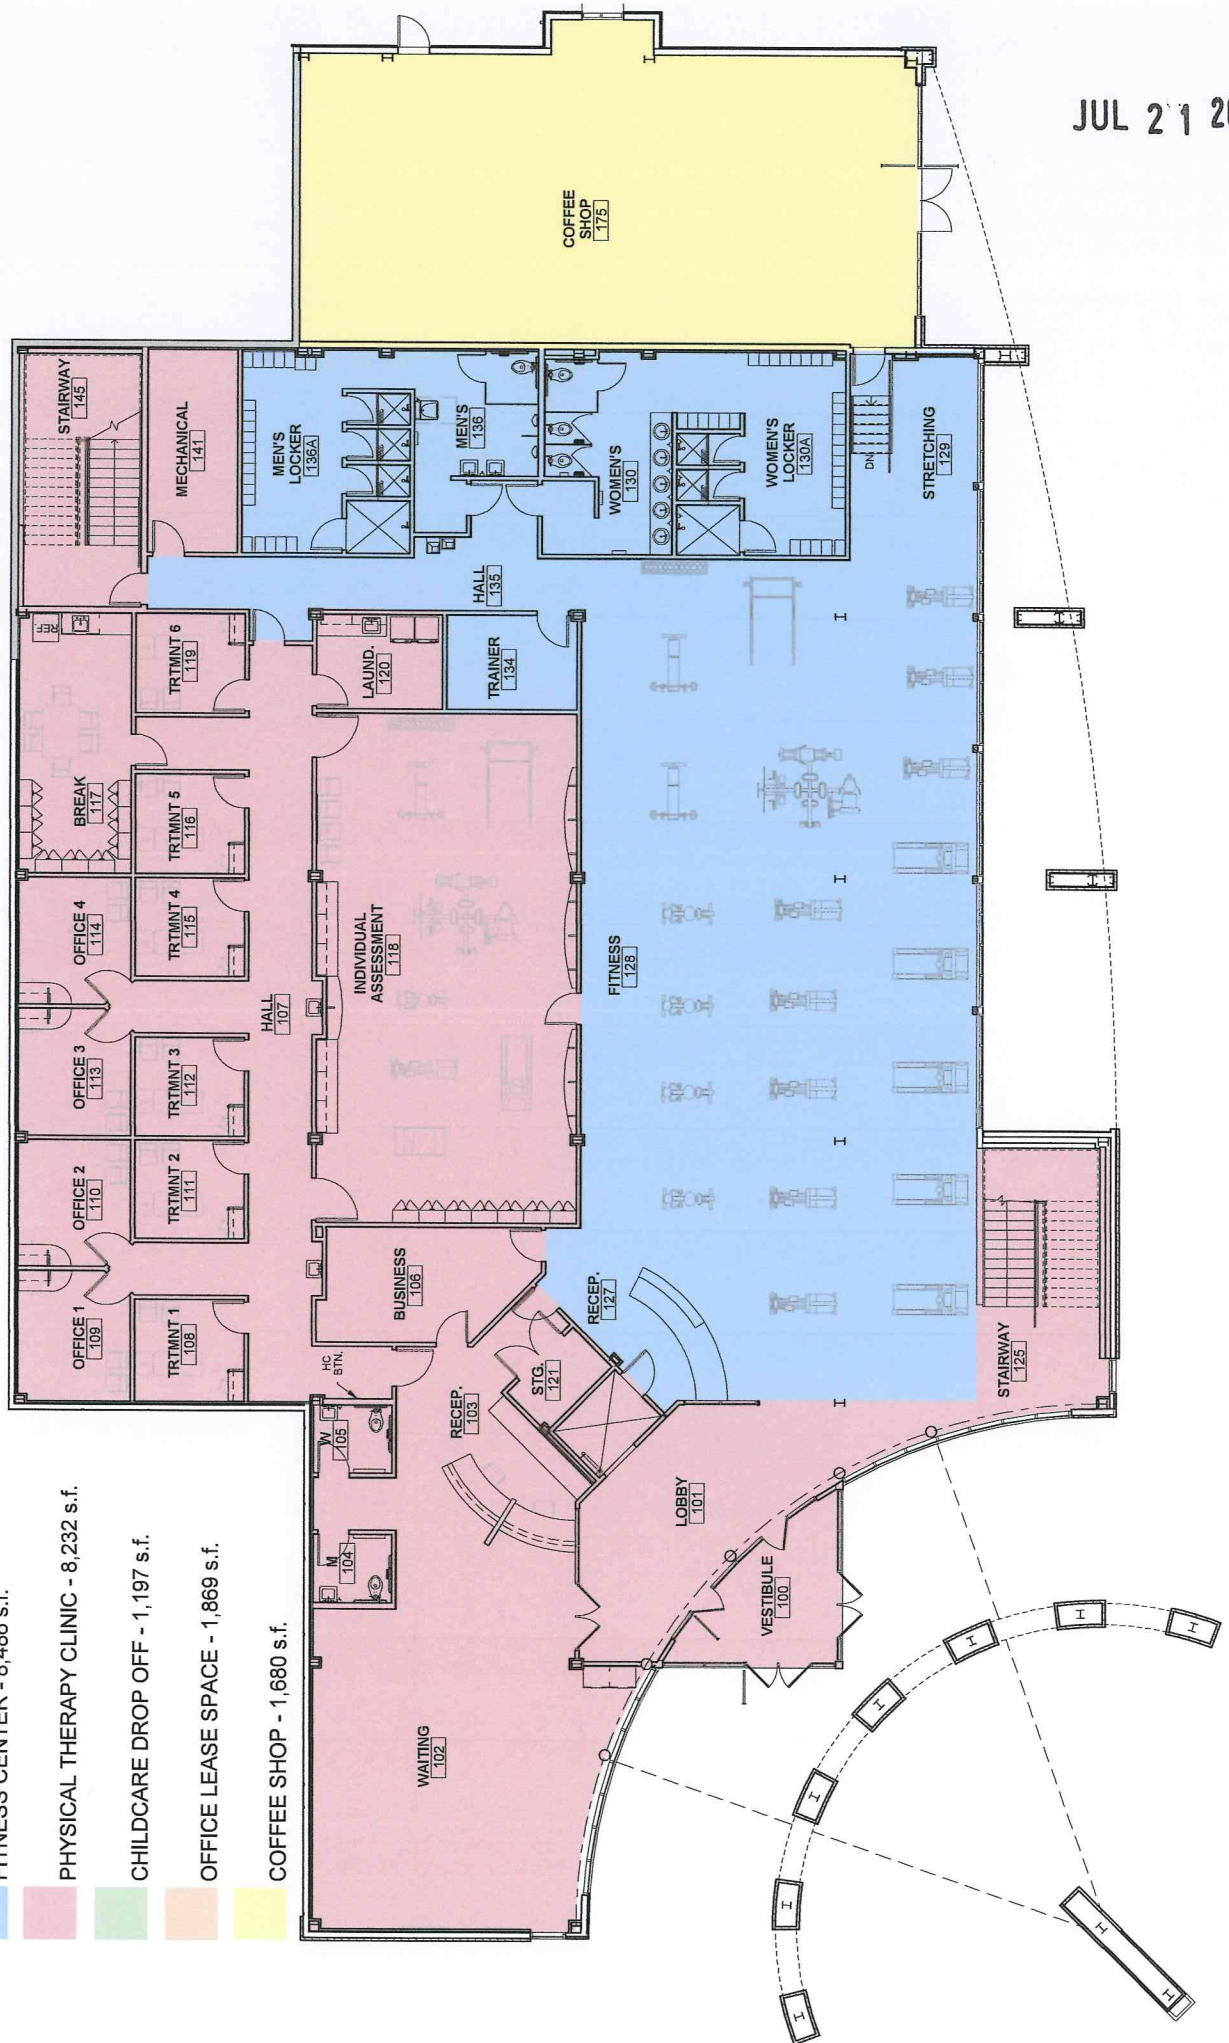 JUL 21
FITNESS CENTER -
PHYSICAL THERAPY CLINIC - 8,232 s.f.
CHILDCARE DROP OFF - 1,197 s.f.
OFFICE LEASE SPACE - 1,869 s.f.
COFFEE SHOP - 1,680 s.f.
OFFICE 1
109
OFFICE 2
110
OFFICE 3
113
OFFICE 4
114
BREAK
117
REF.
STAIRWAY
145
TRTMNT 1
108
TRTMNT 2
111
TRTMNT 3
112
TRTMNT 4
115
TRTMNT 5
116
TRTMNT 6
119
MECHANICAL
141
HALL
107
HC
BTN.
M
104
W
105
LAUND.
120
MEN'S
LOCKER
136A
INDIVIDUAL
ASSESSMENT
118
BUSINESS
106
WAITING
102
RECEP.
103
STG.
121
TRAINER
134
HALL
135
MEN'S
136
COFFEE
SHOP
175
RECEP.
127
FITNESS
128
WOMEN'S
130
WOMEN'S
LOCKER
130A
LOBBY
101
VESTIBULE
100
DN
STRETCHING
129
STAIRWAY
125